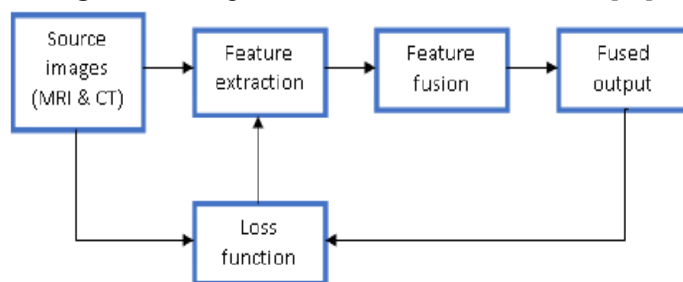 Source
images
(MRI & CT)
Feature
extraction
Feature
fusion
Fused
output
Loss
function